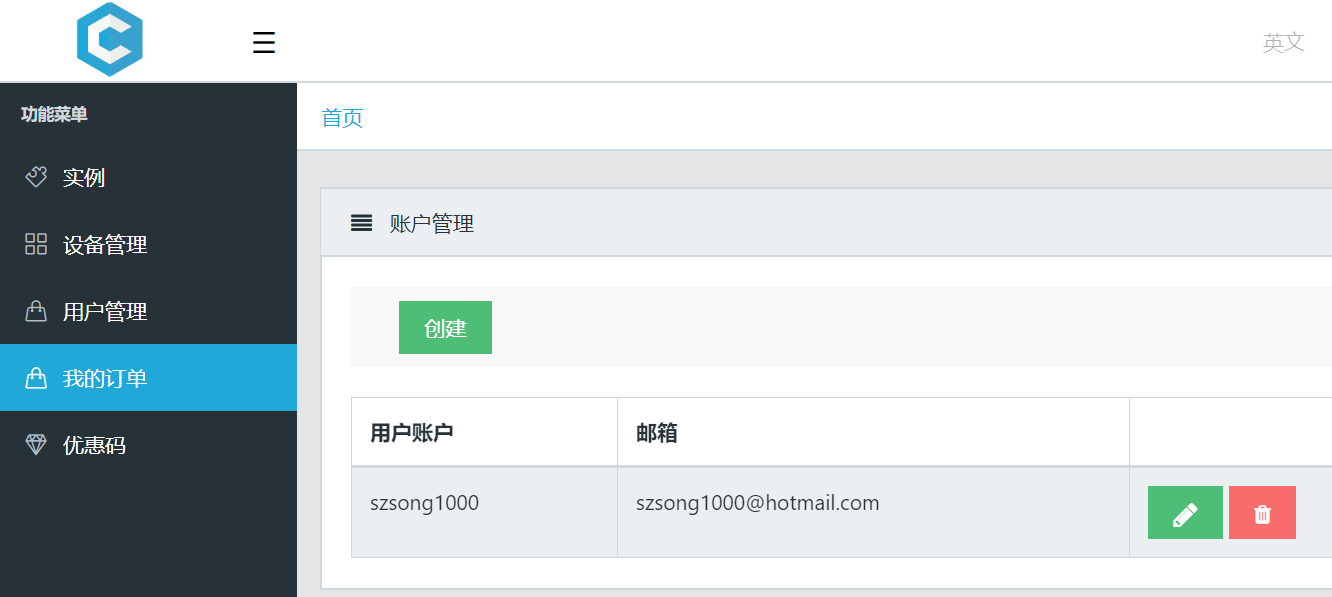 英文
功能菜单
首页
实例
账户管理
设备管理
用户管理
创建
我的订单
用户账户 邮箱
优惠码
szsong1000 szsong1000@hotmail.com